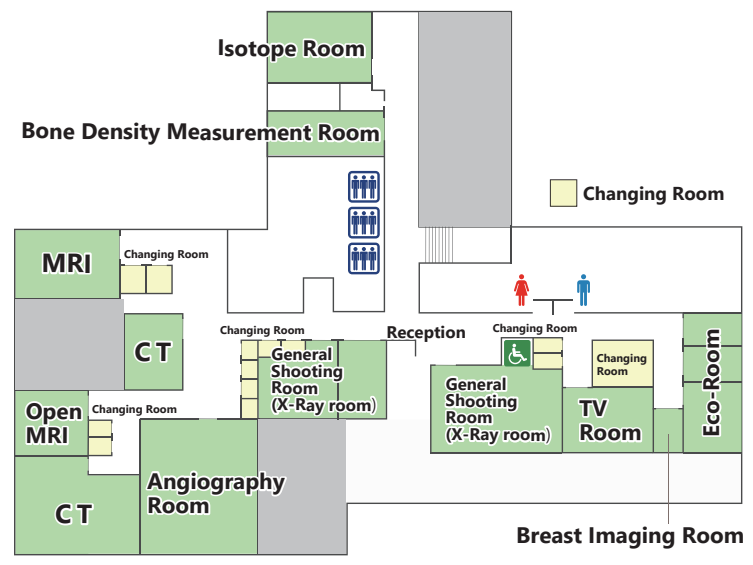 Isotope Room
Bone Density Measurement Room
Changing Room
MRI
Changing Room
CT
Changing Room
General
Shooting
Room
(X-Ray room)
Reception
Changing Room
General
Shooting
Room
(X-Ray room)
Changing
Room
TV
Room
Eco-Room
Open
MRI
Changing Room
CT
Angiography
Room
Breast Imaging Room